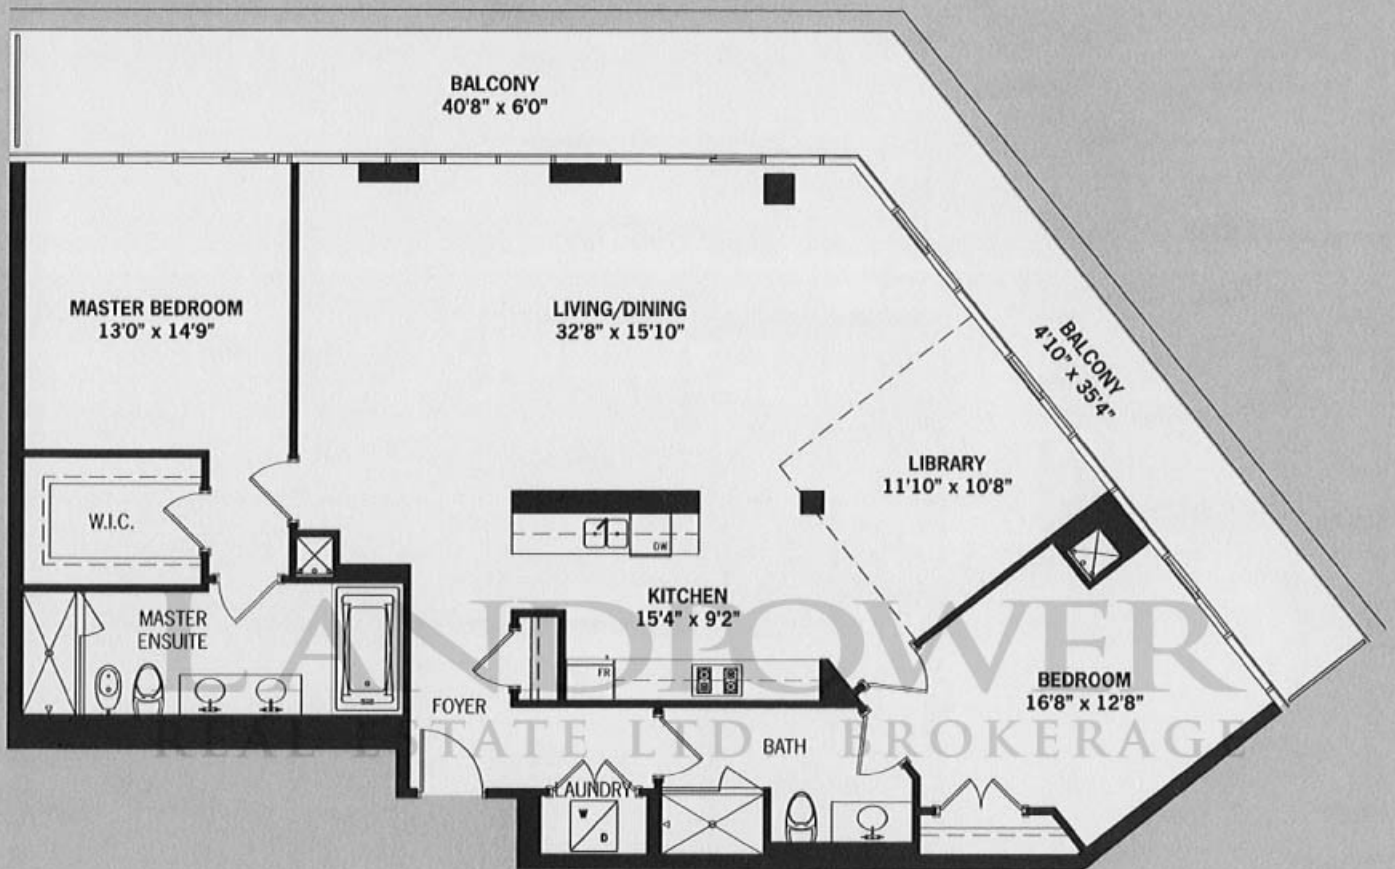 BALCONY
40'8" x 6'0"
MASTER BEDROOM
13'0" x 14'9"
LIVING/DINING
32'8" x 15'10"
BALCONY
4'10" x 35'4"
LIBRARY
11'10" x 10'8"
W.I.C.
DW
KITCHEN
15'4" x 9'2"
MASTER
ENSUITE
LANDPOWER
FR
BEDROOM
16'8" x 12'8"
FOYER
REAL ESTATE LTD BROKERAGE
BATH
LAUNDRY
W
D